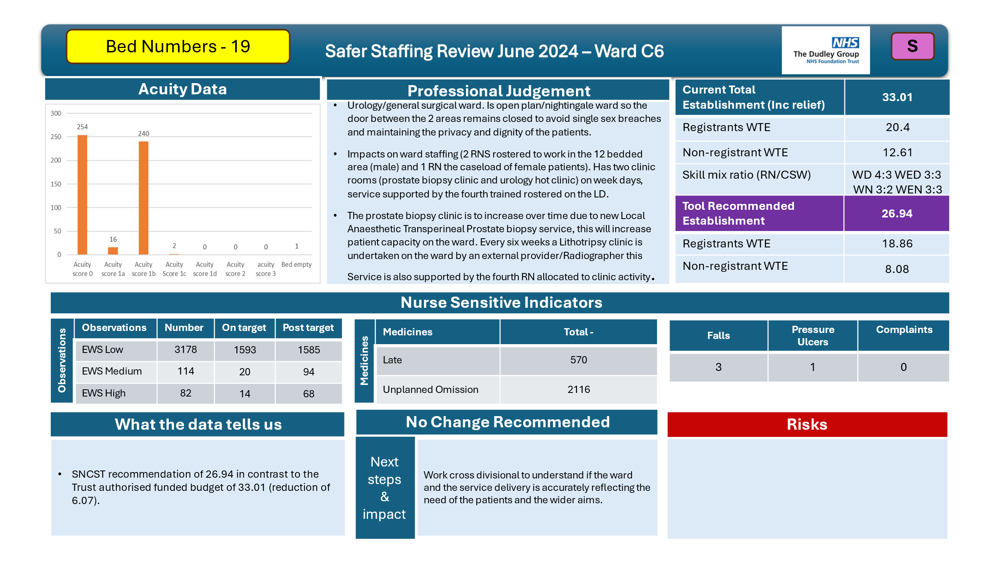 Bed Numbers - 19
Safer Staffing Review June 2024 – Ward C6
NHS
The Dudley Group
NHS Foundation Trust
S
Acuity Data
300
250
200
150
100
50
0
254
16
240
2
0
0
0
1
Acuity score 0
Acuity score 1a
Acuity score 1b
Acuity Score 1c
Acuity score 1d
Acuity score 2
acuity score 3
Bed empty
Professional Judgement
• Urology/general surgical ward. Is open plan/nightingale ward so the
door between the 2 areas remains closed to avoid single sex breaches
and maintaining the privacy and dignity of the patients.
• Impacts on ward staffing (2 RNS rostered to work in the 12 bedded
area (male) and 1 RN the caseload of female patients). Has two clinic
rooms (prostate biopsy clinic and urology hot clinic) on week days,
service supported by the fourth trained rostered on the LD.
• The prostate biopsy clinic is to increase over time due to new Local
Anaesthetic Transperineal Prostate biopsy service, this will increase
patient capacity on the ward. Every six weeks a Lithotripsy clinic is
undertaken on the ward by an external provider/Radiographer this
Service is also supported by the fourth RN allocated to clinic activity.
Current Total
Establishment (Inc relief)
33.01
Registrants WTE 20.4
Non-registrant WTE 12.61
Skill mix ratio (RN/CSW) WD 4:3 WED 3:3
WN 3:2 WEN 3:3
Tool Recommended
Establishment
26.94
Registrants WTE 18.86
Non-registrant WTE 8.08
Nurse Sensitive Indicators
Observations
Observations Number On target Post target
EWS Low 3178 1593 1585
EWS Medium 114 20 94
EWS High 82 14 68
Medicines
Medicines Total -
Late 570
Unplanned Omission 2116
Falls
Pressure
Ulcers
Complaints
3 1 0
What the data tells us
• SNCST recommendation of 26.94 in contrast to the
Trust authorised funded budget of 33.01 (reduction of
6.07).
No Change Recommended
Next
steps
&
impact
Work cross divisional to understand if the ward
and the service delivery is accurately reflecting the
need of the patients and the wider aims.
Risks